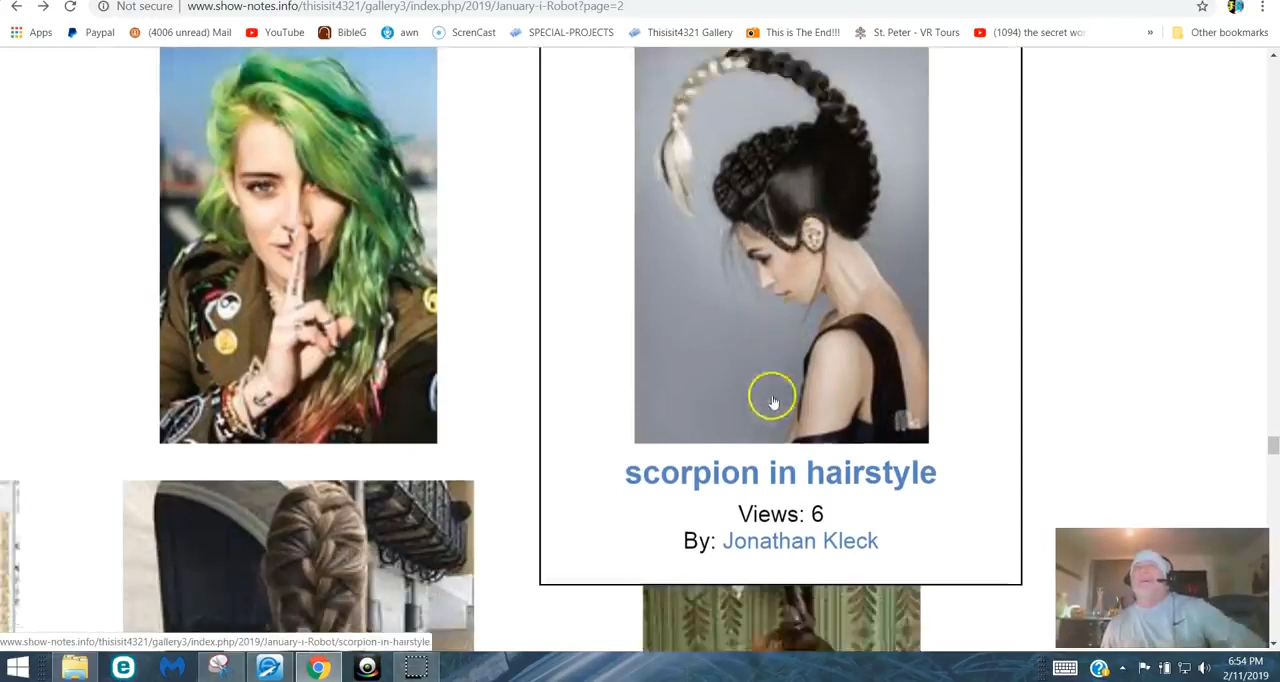 Not secure www.show-notes.info/thisisit4321/gallery3/index.php/2019/January-i-Robot?page=2
Apps Paypal (4006 unread) Mail YouTube BibleG awn ScrenCast SPECIAL-PROJECTS Thisisit4321 Gallery This is The End!!! St. Peter - VR Tours (1094) the secret wo » Other bookmarks
scorpion in hairstyle
Views: 6
By: Jonathan Kleck
www.show-notes.info/thisisit4321/gallery3/index.php/2019/January-i-Robot/scorpion-in-hairstyle
6:54 PM
2/11/2019